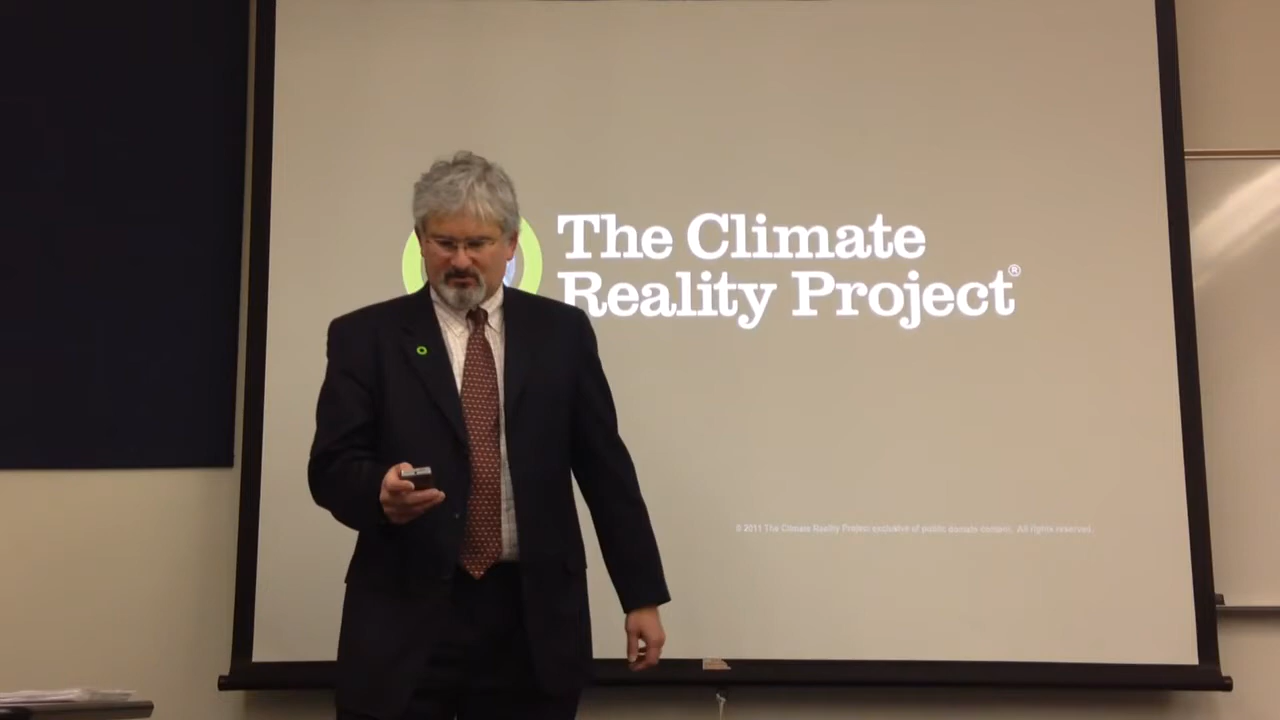 The Climate
Reality Project®
© 2011 The Climate Reality Project exclusive of public domain content. All rights reserved.